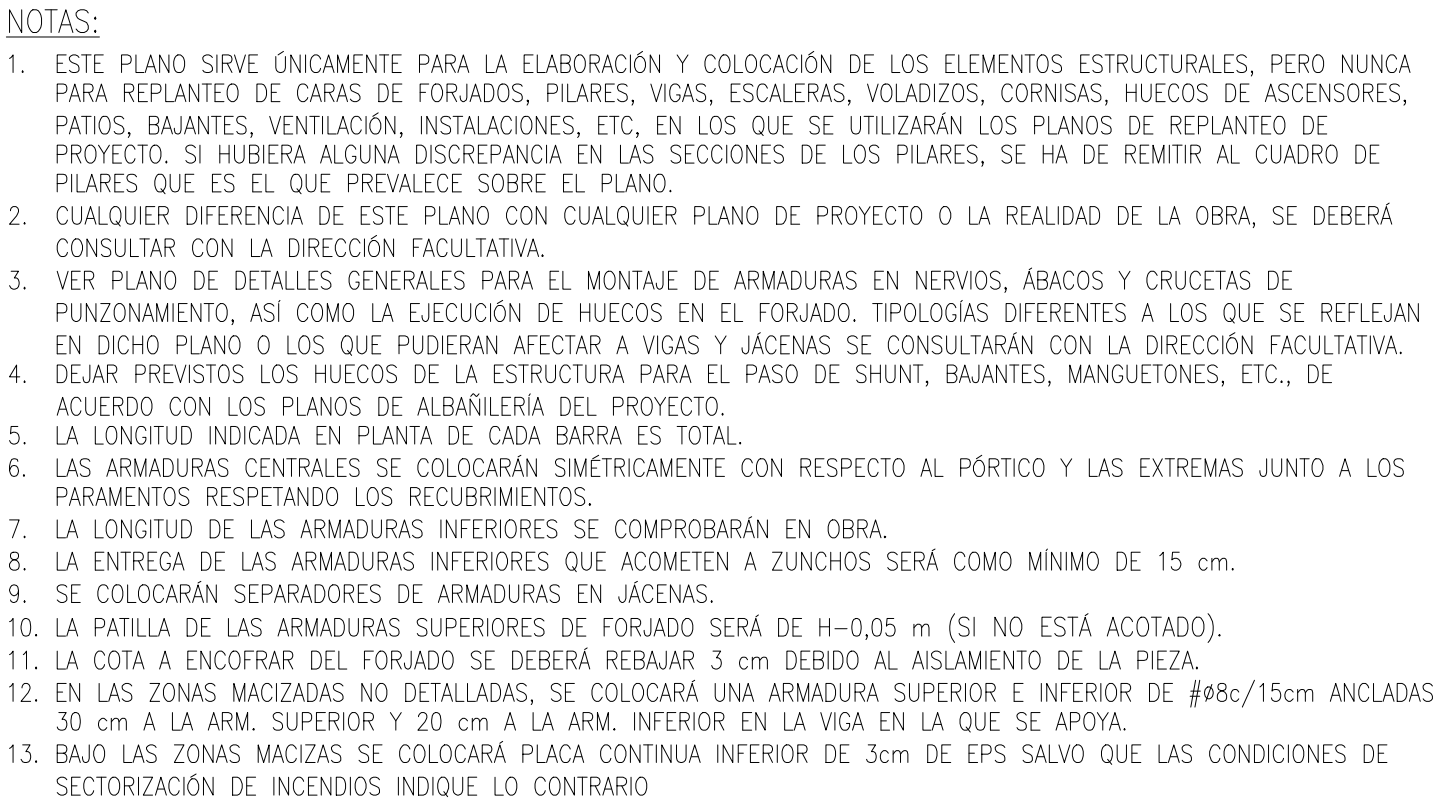 NOTAS:
1. ESTE PLANO SIRVE ÚNICAMENTE PARA LA ELABORACIÓN Y COLOCACIÓN DE LOS ELEMENTOS ESTRUCTURALES, PERO NUNCA
PARA REPLANTEO DE CARAS DE FORJADOS, PILARES, VIGAS, ESCALERAS, VOLADIZOS, CORNISAS, HUECOS DE ASCENSORES,
PATIOS, BAJANTES, VENTILACIÓN, INSTALACIONES, ETC, EN LOS QUE SE UTILIZARÁN LOS PLANOS DE REPLANTEO DE
PROYECTO. SI HUBIERA ALGUNA DISCREPANCIA EN LAS SECCIONES DE LOS PILARES, SE HA DE REMITIR AL CUADRO DE
PILARES QUE ES EL QUE PREVALECE SOBRE EL PLANO.
2. CUALQUIER DIFERENCIA DE ESTE PLANO CON CUALQUIER PLANO DE PROYECTO O LA REALIDAD DE LA OBRA, SE DEBERÁ
CONSULTAR CON LA DIRECCIÓN FACULTATIVA.
3. VER PLANO DE DETALLES GENERALES PARA EL MONTAJE DE ARMADURAS EN NERVIOS, ÁBACOS Y CRUCETAS DE
PUNZONAMIENTO, ASÍ COMO LA EJECUCIÓN DE HUECOS EN EL FORJADO. TIPOLOGÍAS DIFERENTES A LOS QUE SE REFLEJAN
EN DICHO PLANO O LOS QUE PUDIERAN AFECTAR A VIGAS Y JÁCENAS SE CONSULTARÁN CON LA DIRECCIÓN FACULTATIVA.
4. DEJAR PREVISTOS LOS HUECOS DE LA ESTRUCTURA PARA EL PASO DE SHUNT, BAJANTES, MANGUETONES, ETC., DE
ACUERDO CON LOS PLANOS DE ALBAÑILERÍA DEL PROYECTO.
5. LA LONGITUD INDICADA EN PLANTA DE CADA BARRA ES TOTAL.
6. LAS ARMADURAS CENTRALES SE COLOCARÁN SIMÉTRICAMENTE CON RESPECTO AL PÓRTICO Y LAS EXTREMAS JUNTO A LOS
PARAMENTOS RESPETANDO LOS RECUBRIMIENTOS.
7. LA LONGITUD DE LAS ARMADURAS INFERIORES SE COMPROBARÁN EN OBRA.
8. LA ENTREGA DE LAS ARMADURAS INFERIORES QUE ACOMETEN A ZUNCHOS SERÁ COMO MÍNIMO DE 15 cm.
9. SE COLOCARÁN SEPARADORES DE ARMADURAS EN JÁCENAS.
10. LA PATILLA DE LAS ARMADURAS SUPERIORES DE FORJADO SERÁ DE H-0,05 m (SI NO ESTÁ ACOTADO).
11. LA COTA A ENCOFRAR DEL FORJADO SE DEBERÁ REBAJAR 3 cm DEBIDO AL AISLAMIENTO DE LA PIEZA.
12. EN LAS ZONAS MACIZADAS NO DETALLADAS, SE COLOCARÁ UNA ARMADURA SUPERIOR E INFERIOR DE #ø8c/15cm ANCLADAS
30 cm A LA ARM. SUPERIOR Y 20 cm A LA ARM. INFERIOR EN LA VIGA EN LA QUE SE APOYA.
13. BAJO LAS ZONAS MACIZAS SE COLOCARÁ PLACA CONTINUA INFERIOR DE 3cm DE EPS SALVO QUE LAS CONDICIONES DE
SECTORIZACIÓN DE INCENDIOS INDIQUE LO CONTRARIO